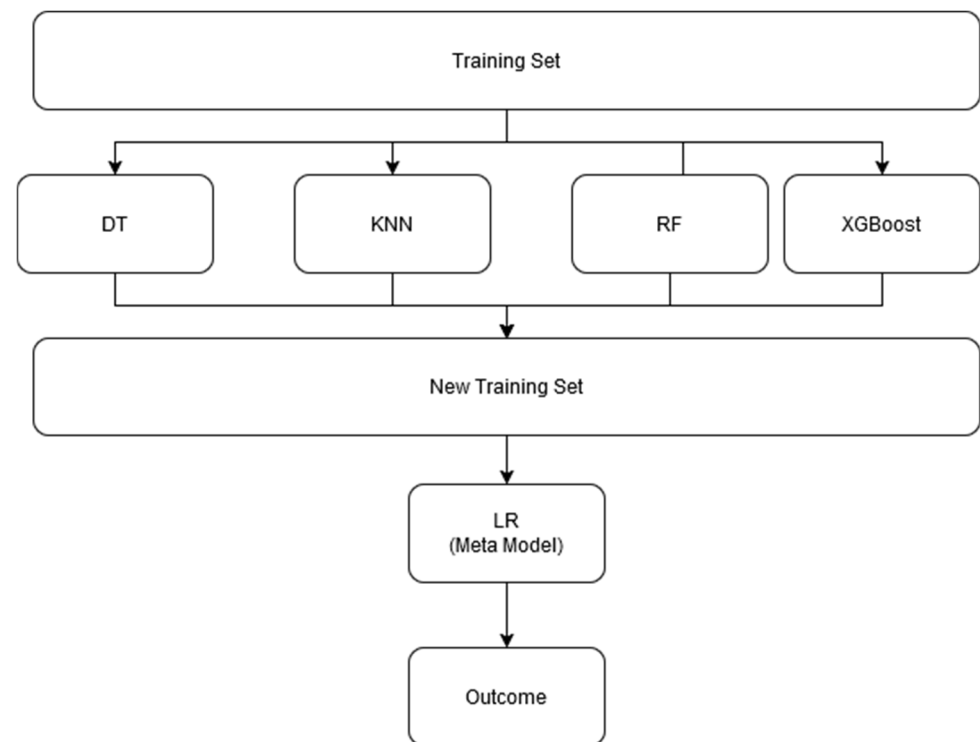 Training Set
DT
KNN
RF
XGBoost
New Training Set
LR
(Meta Model)
Outcome